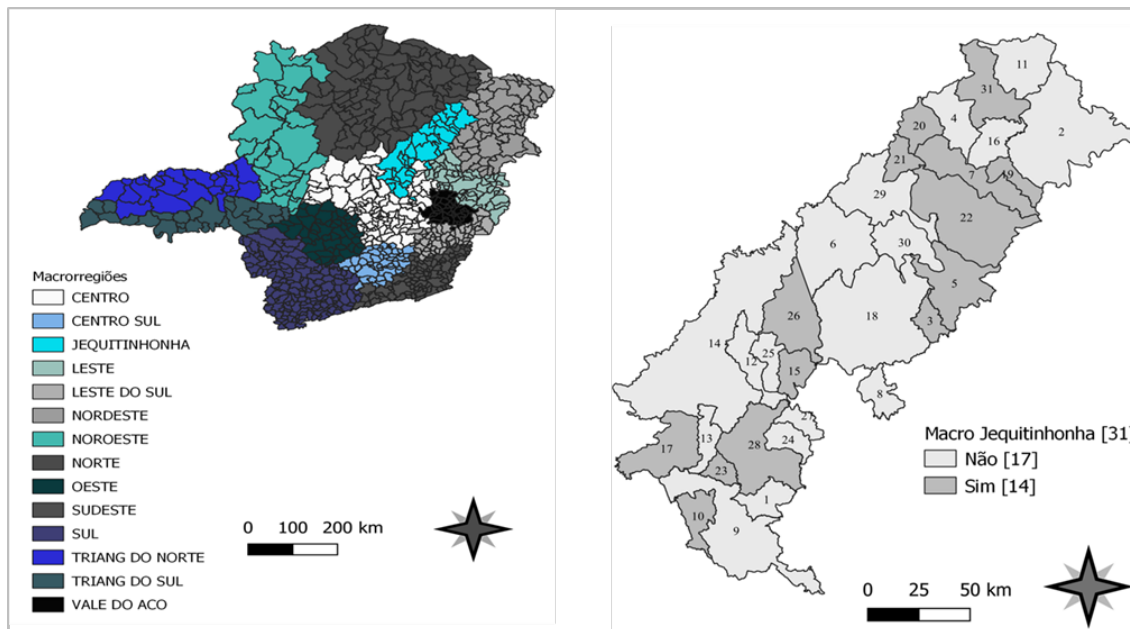 Macrorregiões
CENTRO
CENTRO SUL
JEQUITINHONHA
LESTE
LESTE DO SUL
NORDESTE
NOROESTE
NORTE
OESTE
SUDESTE
SUL
TRIANG DO NORTE
TRIANG DO SUL
VALE DO ACO
0 100 200 km
11
31
4
20
2
16
21
7
19
29
22
6
30
5
26
18
3
14
25
12
15
8
27
28
13
24
17
23
1
10
9
Macro Jequitinhonha [31]
Não [17]
Sim [14]
0 25 50 km